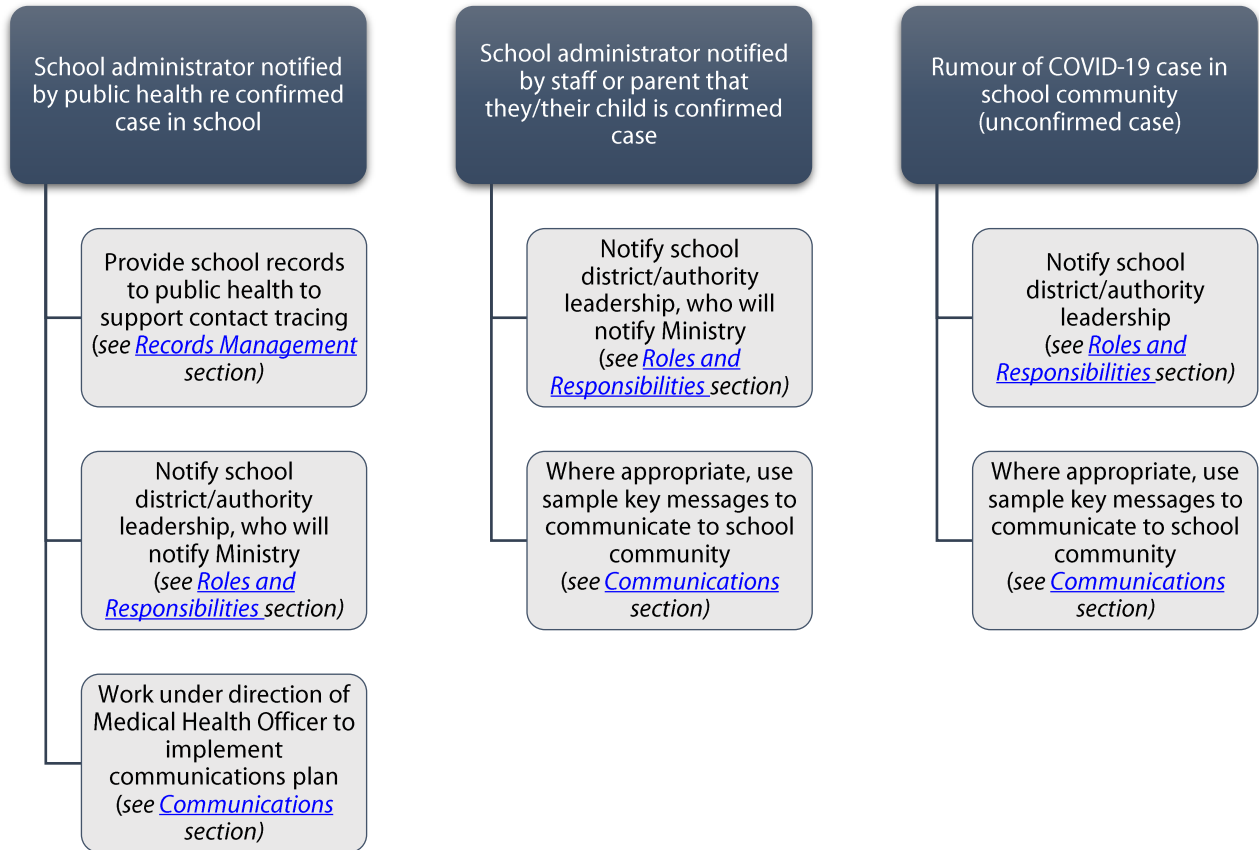 School administrator notified
by public health re confirmed
case in school
Provide school records
to public health to
support contact tracing
(see Records Management
section)
Notify school
district/authority
leadership, who will
notify Ministry
(see Roles and
Responsibilities section)
Work under direction of
Medical Health Officer to
implement
communications plan
(see Communications
section)
School administrator notified
by staff or parent that
they/their child is confirmed
case
Notify school
district/authority
leadership, who will
notify Ministry
(see Roles and
Responsibilities section)
Where appropriate, use
sample key messages to
communicate to school
community
(see Communications
section)
Rumour of COVID-19 case in
school community
(unconfirmed case)
Notify school
district/authority
leadership
(see Roles and
Responsibilities section)
Where appropriate, use
sample key messages to
communicate to school
community
(see Communications
section)